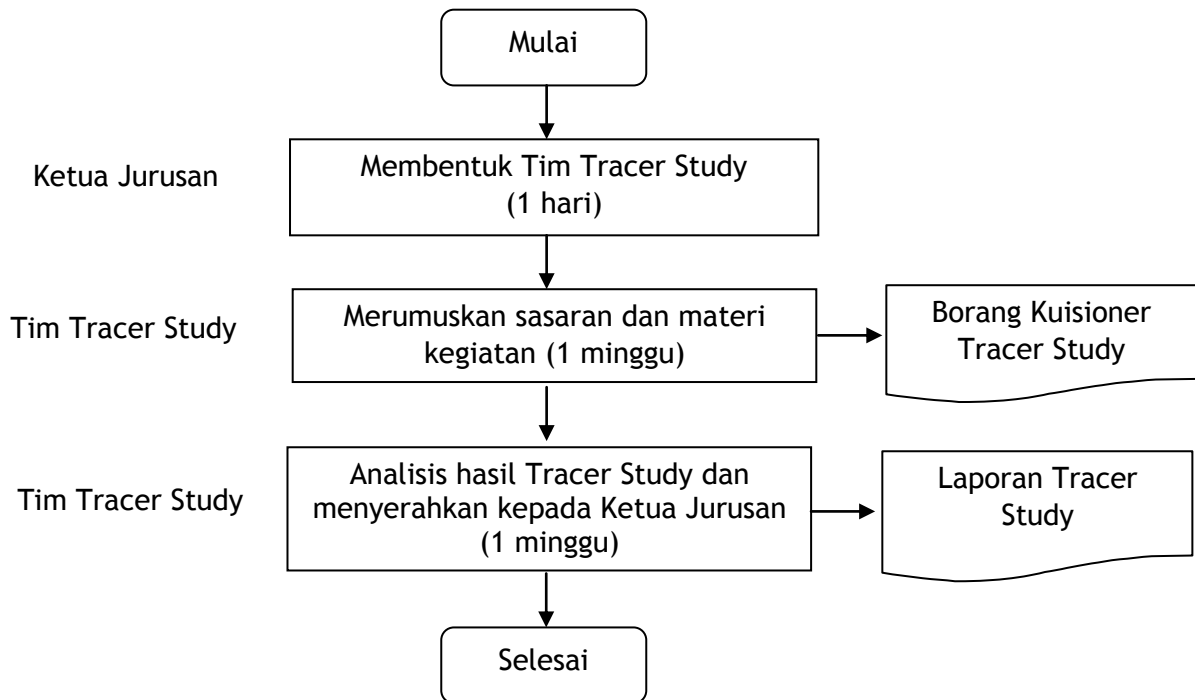 Mulai
Ketua Jurusan
Membentuk Tim Tracer Study
(1 hari)
Tim Tracer Study
Merumuskan sasaran dan materi
kegiatan (1 minggu)
Borang Kuisioner
Tracer Study
Tim Tracer Study
Analisis hasil Tracer Study dan
menyerahkan kepada Ketua Jurusan
(1 minggu)
Laporan Tracer
Study
Selesai